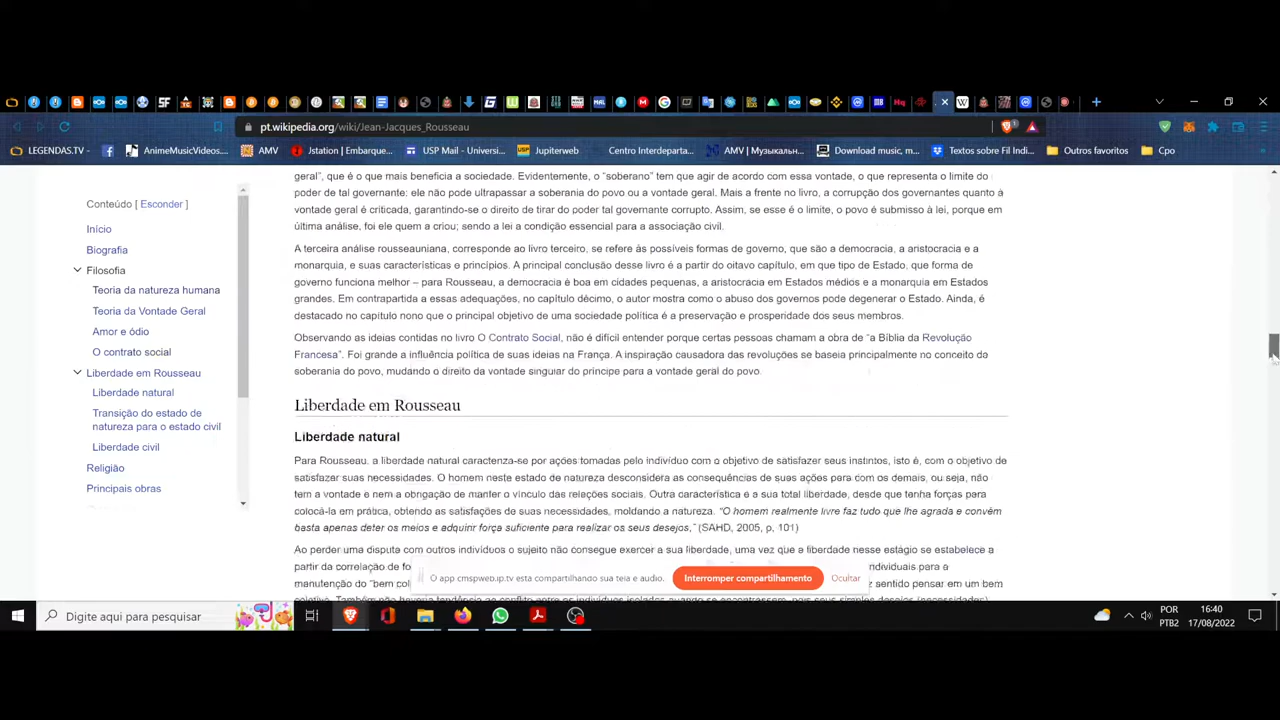 pt.wikipedia.org/wiki/Jean-Jacques_Rousseau
LEGENDAS.TV
AnimeMusicVideos...
AMV
Jstation | Embarque...
USP Mail - Universi...
Jupiterweb
Centro Interdeparta...
AMV | Музыкальн...
Download music, m...
Textos sobre Fil Indi...
Outros favoritos
Cpo
Conteúdo [ Esconder ]
Início
Biografia
Filosofia
Teoria da natureza humana
Teoria da Vontade Geral
Amor e ódio
O contrato social
Liberdade em Rousseau
Liberdade natural
Transição do estado de
natureza para o estado civil
Liberdade civil
Religião
Principais obras
geral”, que é o que mais beneficia a sociedade. Evidentemente, o “soberano” tem que agir de acordo com essa vontade, o que representa o limite do
poder de tal governante: ele não pode ultrapassar a soberania do povo ou a vontade geral. Mais a frente no livro, a corrupção dos governantes quanto à
vontade geral é criticada, garantindo-se o direito de tirar do poder tal governante corrupto. Assim, se esse é o limite, o povo é submisso à lei, porque em
última análise, foi ele quem a criou; sendo a lei a condição essencial para a associação civil.
A terceira análise rousseauniana, corresponde ao livro terceiro, se refere às possíveis formas de governo, que são a democracia, a aristocracia e a
monarquia, e suas características e princípios. A principal conclusão desse livro é a partir do oitavo capítulo, em que tipo de Estado, que forma de
governo funciona melhor – para Rousseau, a democracia é boa em cidades pequenas, a aristocracia em Estados médios e a monarquia em Estados
grandes. Em contrapartida a essas adequações, no capítulo décimo, o autor mostra como o abuso dos governos pode degenerar o Estado. Ainda, é
destacado no capítulo nono que o principal objetivo de uma sociedade política é a preservação e prosperidade dos seus membros.
Observando as ideias contidas no livro O Contrato Social, não é difícil entender porque certas pessoas chamam a obra de “a Bíblia da Revolução
Francesa”. Foi grande a influência política de suas ideias na França. A inspiração causadora das revoluções se baseia principalmente no conceito da
soberania do povo, mudando o direito da vontade singular do príncipe para a vontade geral do povo.
Liberdade em Rousseau
Liberdade natural
Para Rousseau, a liberdade natural caracteriza-se por ações tomadas pelo indivíduo com o objetivo de satisfazer seus instintos, isto é, com o objetivo de
satisfazer suas necessidades. O homem neste estado de natureza desconsidera as consequências de suas ações para com os demais, ou seja, não
tem a vontade e nem a obrigação de manter o vínculo das relações sociais. Outra característica é a sua total liberdade, desde que tenha forças para
colocá-la em prática, obtendo as satisfações de suas necessidades, moldando a natureza. “O homem realmente livre faz tudo que lhe agrada e convém
basta apenas deter os meios e adquirir força suficiente para realizar os seus desejos,” (SAHD, 2005, p, 101)
Ao perder uma disputa com outros indivíduos o sujeito não consegue exercer a sua liberdade, uma vez que a liberdade nesse estágio se estabelece a
partir da correlação de fo individuais para a
manutenção do “bem col z sentido pensar em um bem
O app cmspweb.ip.tv está compartilhando sua tela e áudio.
Interromper compartilhamento
Ocultar
Digite aqui para pesquisar
POR
PTB2
16:40
17/08/2022